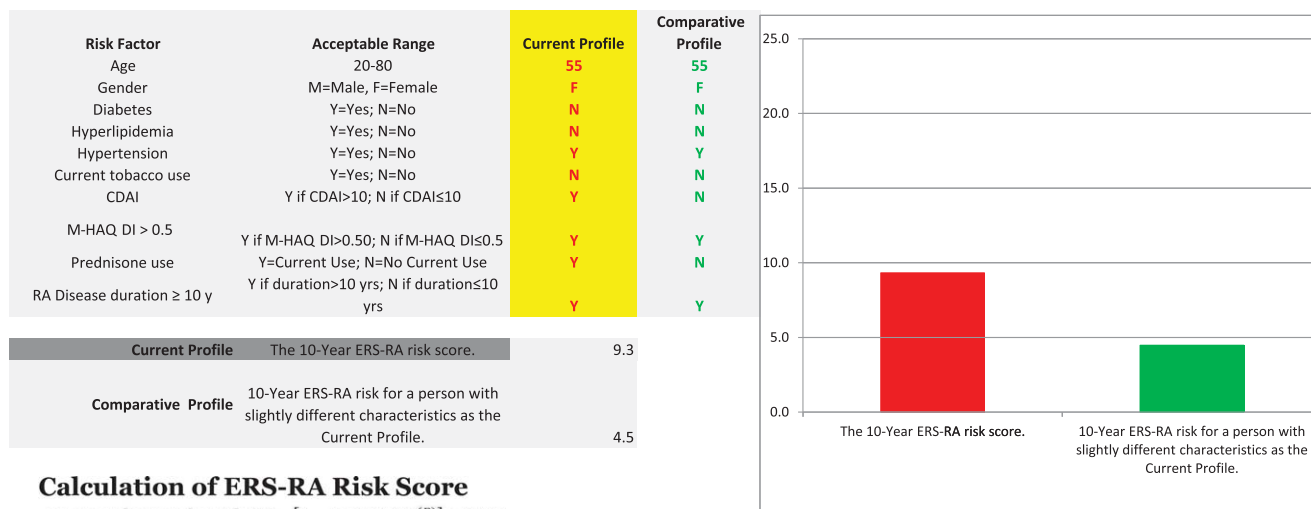 Risk Factor Acceptable Range Current Profile Comparative Profile
Age 20-80 55 55
Gender M=Male, F=Female F F
Diabetes Y=Yes; N=No N N
Hyperlipidemia Y=Yes; N=No N N
Hypertension Y=Yes; N=No Y Y
Current tobacco use Y=Yes; N=No N N
CDAI Y if CDAI>10; N if CDAI≤10 Y N
M-HAQ DI > 0.5 Y if M-HAQ DI>0.50; N if M-HAQ DI≤0.5 Y Y
Prednisone use Y=Current Use; N=No Current Use Y N
RA Disease duration ≥ 10 y Y if duration>10 yrs; N if duration≤10
yrs Y Y
Current Profile The 10-Year ERS-RA risk score. 9.3
Comparative Profile 10-Year ERS-RA risk for a person with
slightly different characteristics as the
Current Profile. 4.5
Calculation of ERS-RA Risk Score
25.0
20.0
15.0
10.0
5.0
0.0
The 10-Year ERS-RA risk score.
10-Year ERS-RA risk for a person with
slightly different characteristics as the
Current Profile.